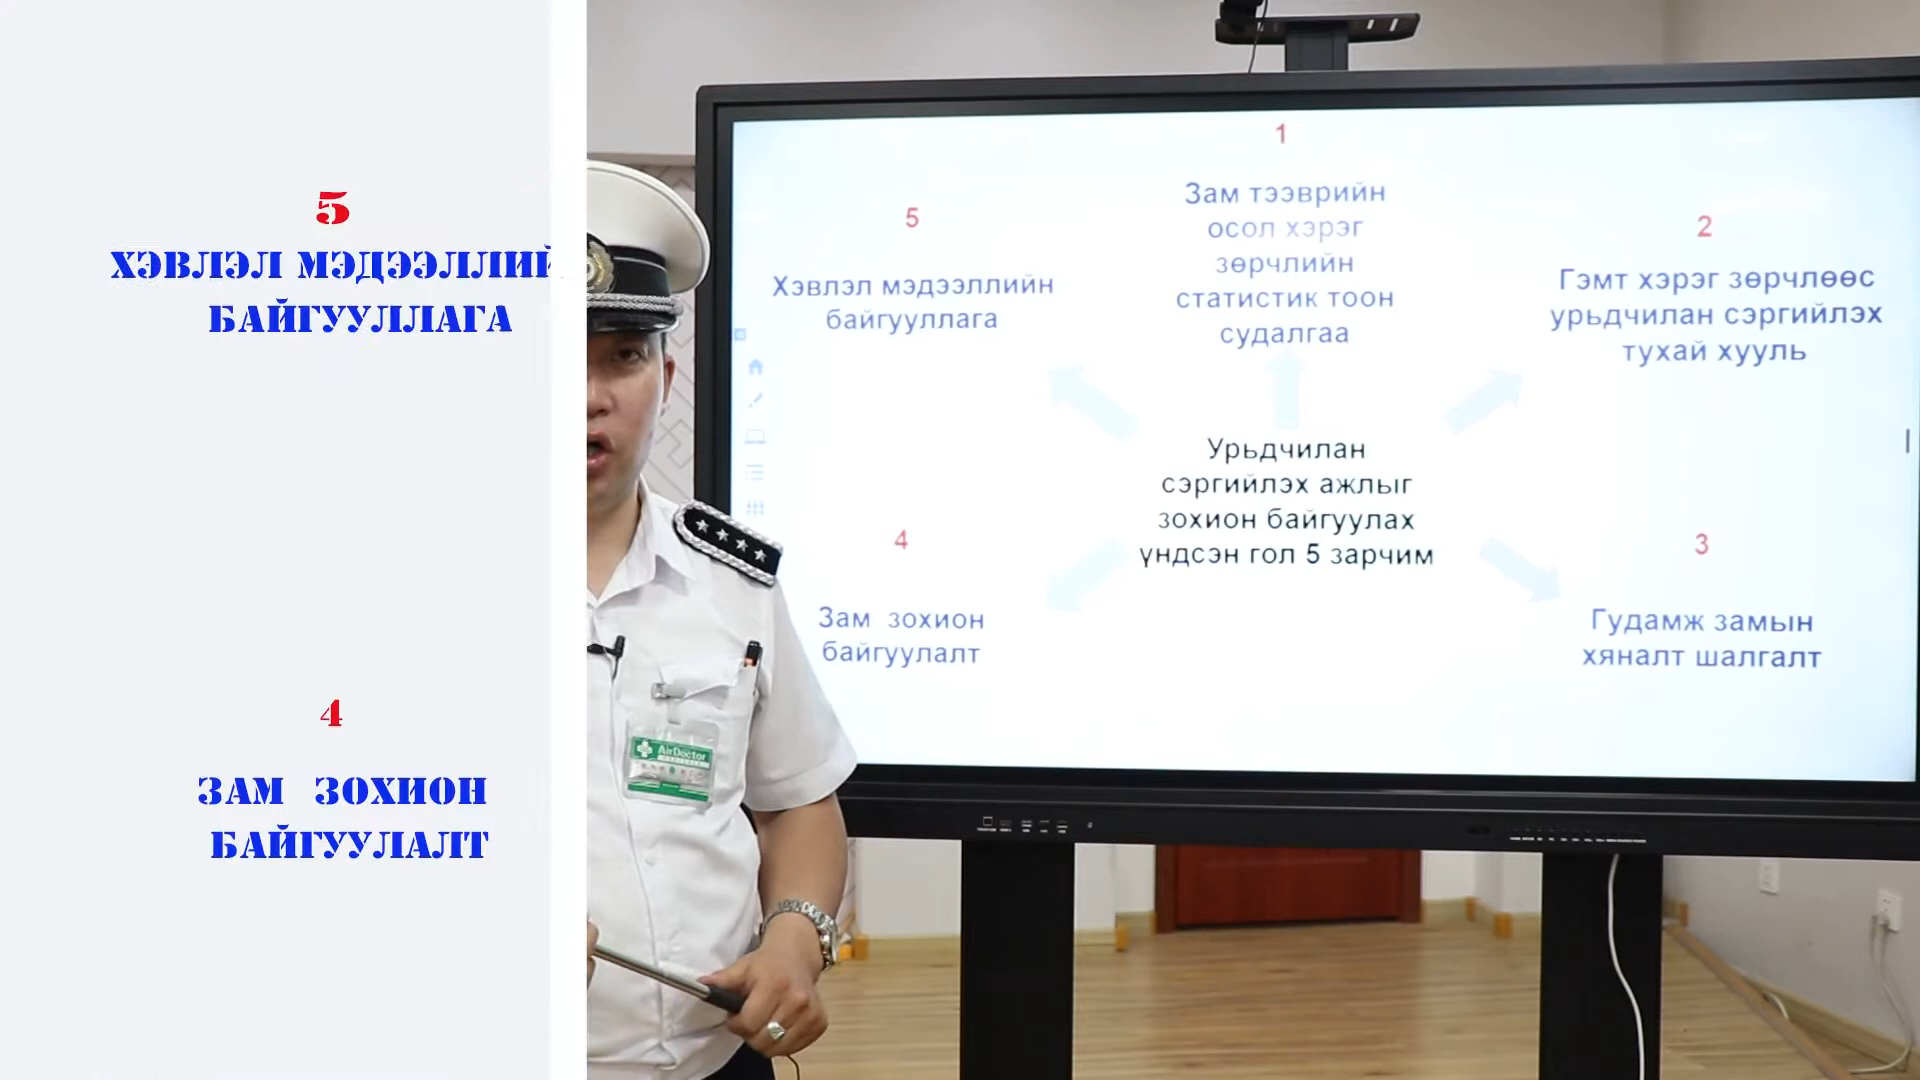 5
ХЭВЛЭЛ МЭДЭЭЛЛИЙ
БАЙГУУЛЛАГА
4
ЗАМ ЗОХИОН
БАЙГУУЛАЛТ
1
Зам тээврийн
осол хэрэг
зөрчлийн
статистик тоон
судалгаа
2
Гэмт хэрэг зөрчлөөс
урьдчилан сэргийлэх
тухай хууль
5
Хэвлэл мэдээллийн
байгууллага
Урьдчилан
сэргийлэх ажлыг
зохион байгуулах
үндсэн гол 5 зарчим
4
Зам зохион
байгуулалт
3
Гудамж замын
хяналт шалгалт
AirDoctor